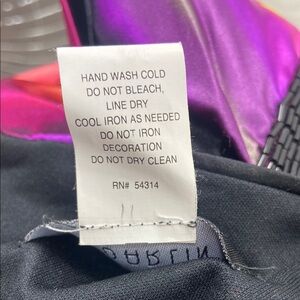 HAND WASH COLD
DO NOT BLEACH,
LINE DRY
COOL IRON AS NEEDED
DO NOT IRON
DECORATION
DO NOT DRY CLEAN
RN# 54314